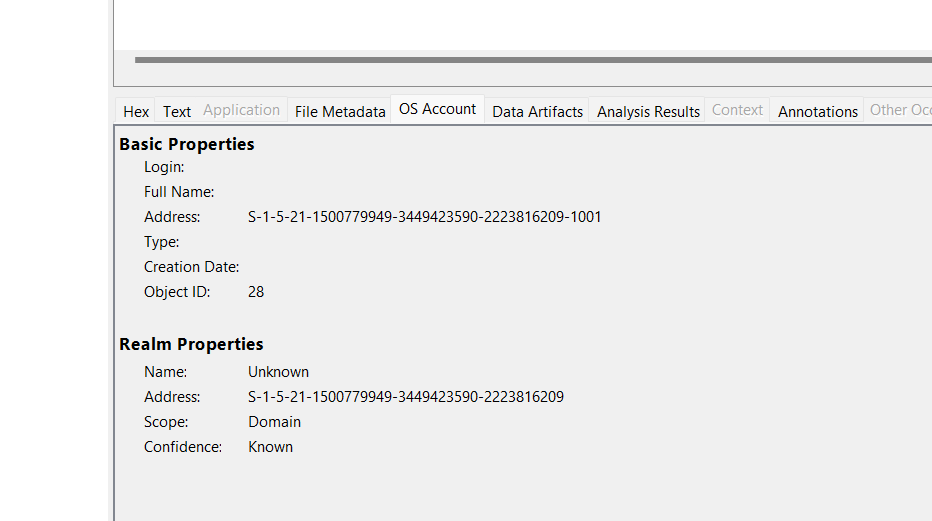 Hex Text Application File Metadata OS Account Data Artifacts Analysis Results Context Annotations Other
Basic Properties
Login:
Full Name:
Address: S-1-5-21-1500779949-3449423590-2223816209-1001
Type:
Creation Date:
Object ID: 28
Realm Properties
Name: Unknown
Address: S-1-5-21-1500779949-3449423590-2223816209
Scope: Domain
Confidence: Known